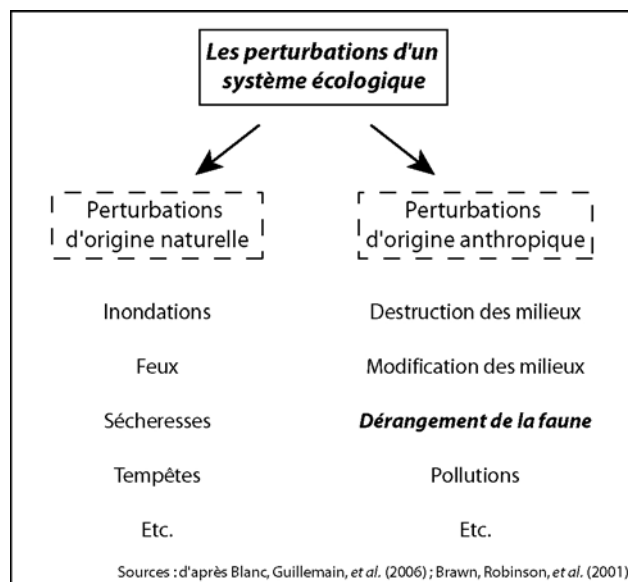 Les perturbations d'un
système écologique
Perturbations
d'origine naturelle
Perturbations
d'origine anthropique
Inondations
Destruction des milieux
Feux
Modification des milieux
Sécheresses
Dérangement de la faune
Tempêtes
Pollutions
Etc.
Etc.
Sources : d'après Blanc, Guillemain, et al. (2006) ; Brawn, Robinson, et al. (2001)